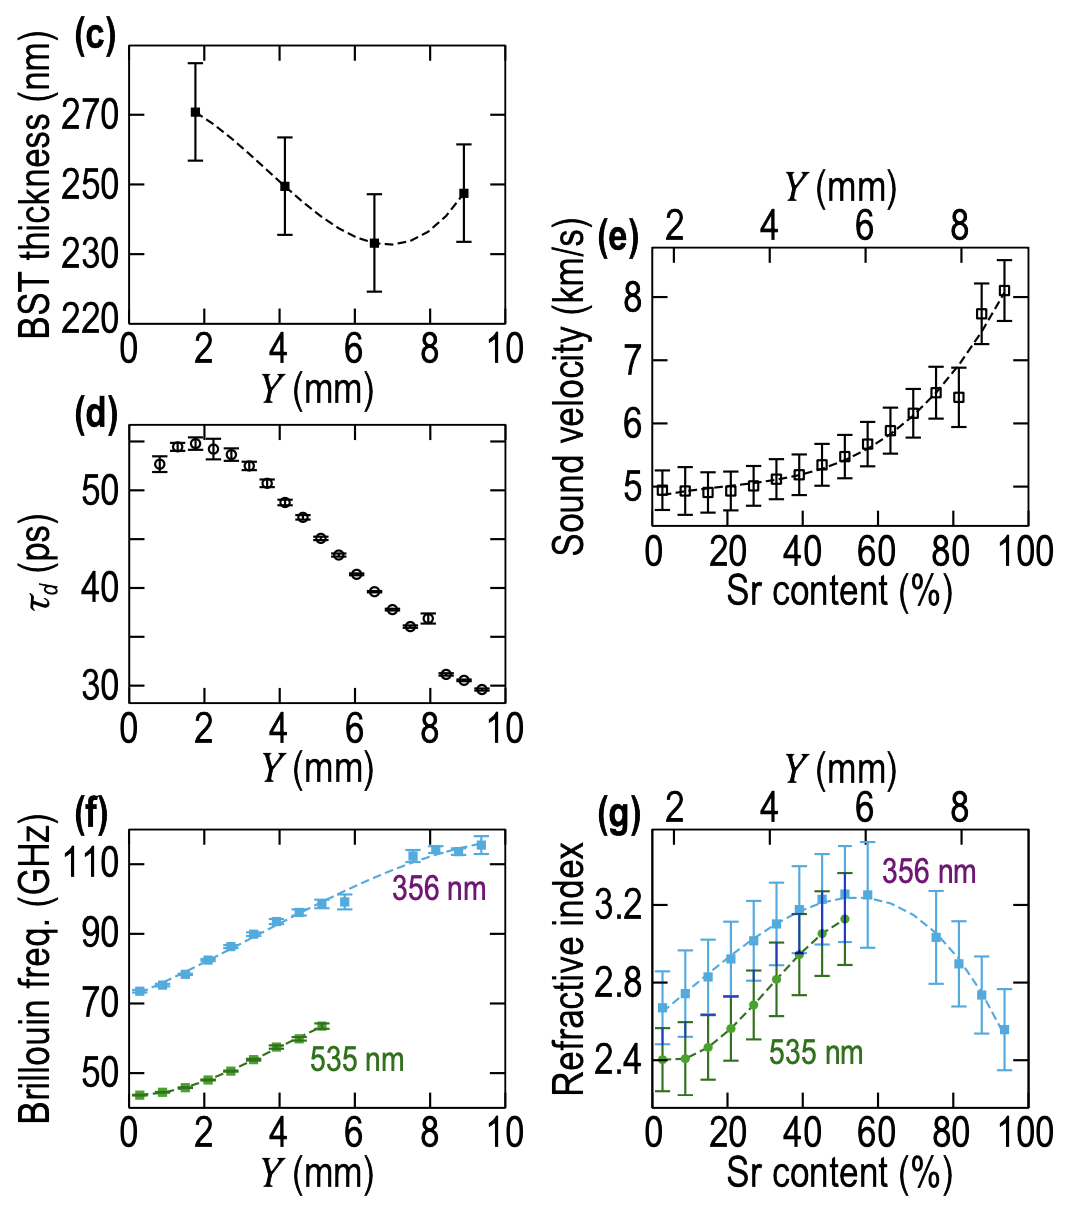 (c)
BST thickness (nm)
270
250
230
220
0 2 4 6 8 10
Y (mm)
(d)
τd (ps)
50
40
30
0 2 4 6 8 10
Y (mm)
(e)
Y (mm)
2 4 6 8
Sound velocity (km/s)
8
7
6
5
0 20 40 60 80 100
Sr content (%)
(f)
Brillouin freq. (GHz)
110
90
70
50
356 nm
535 nm
0 2 4 6 8 10
Y (mm)
(g)
Y (mm)
2 4 6 8
Refractive index
3.2
2.8
2.4
356 nm
535 nm
0 20 40 60 80 100
Sr content (%)